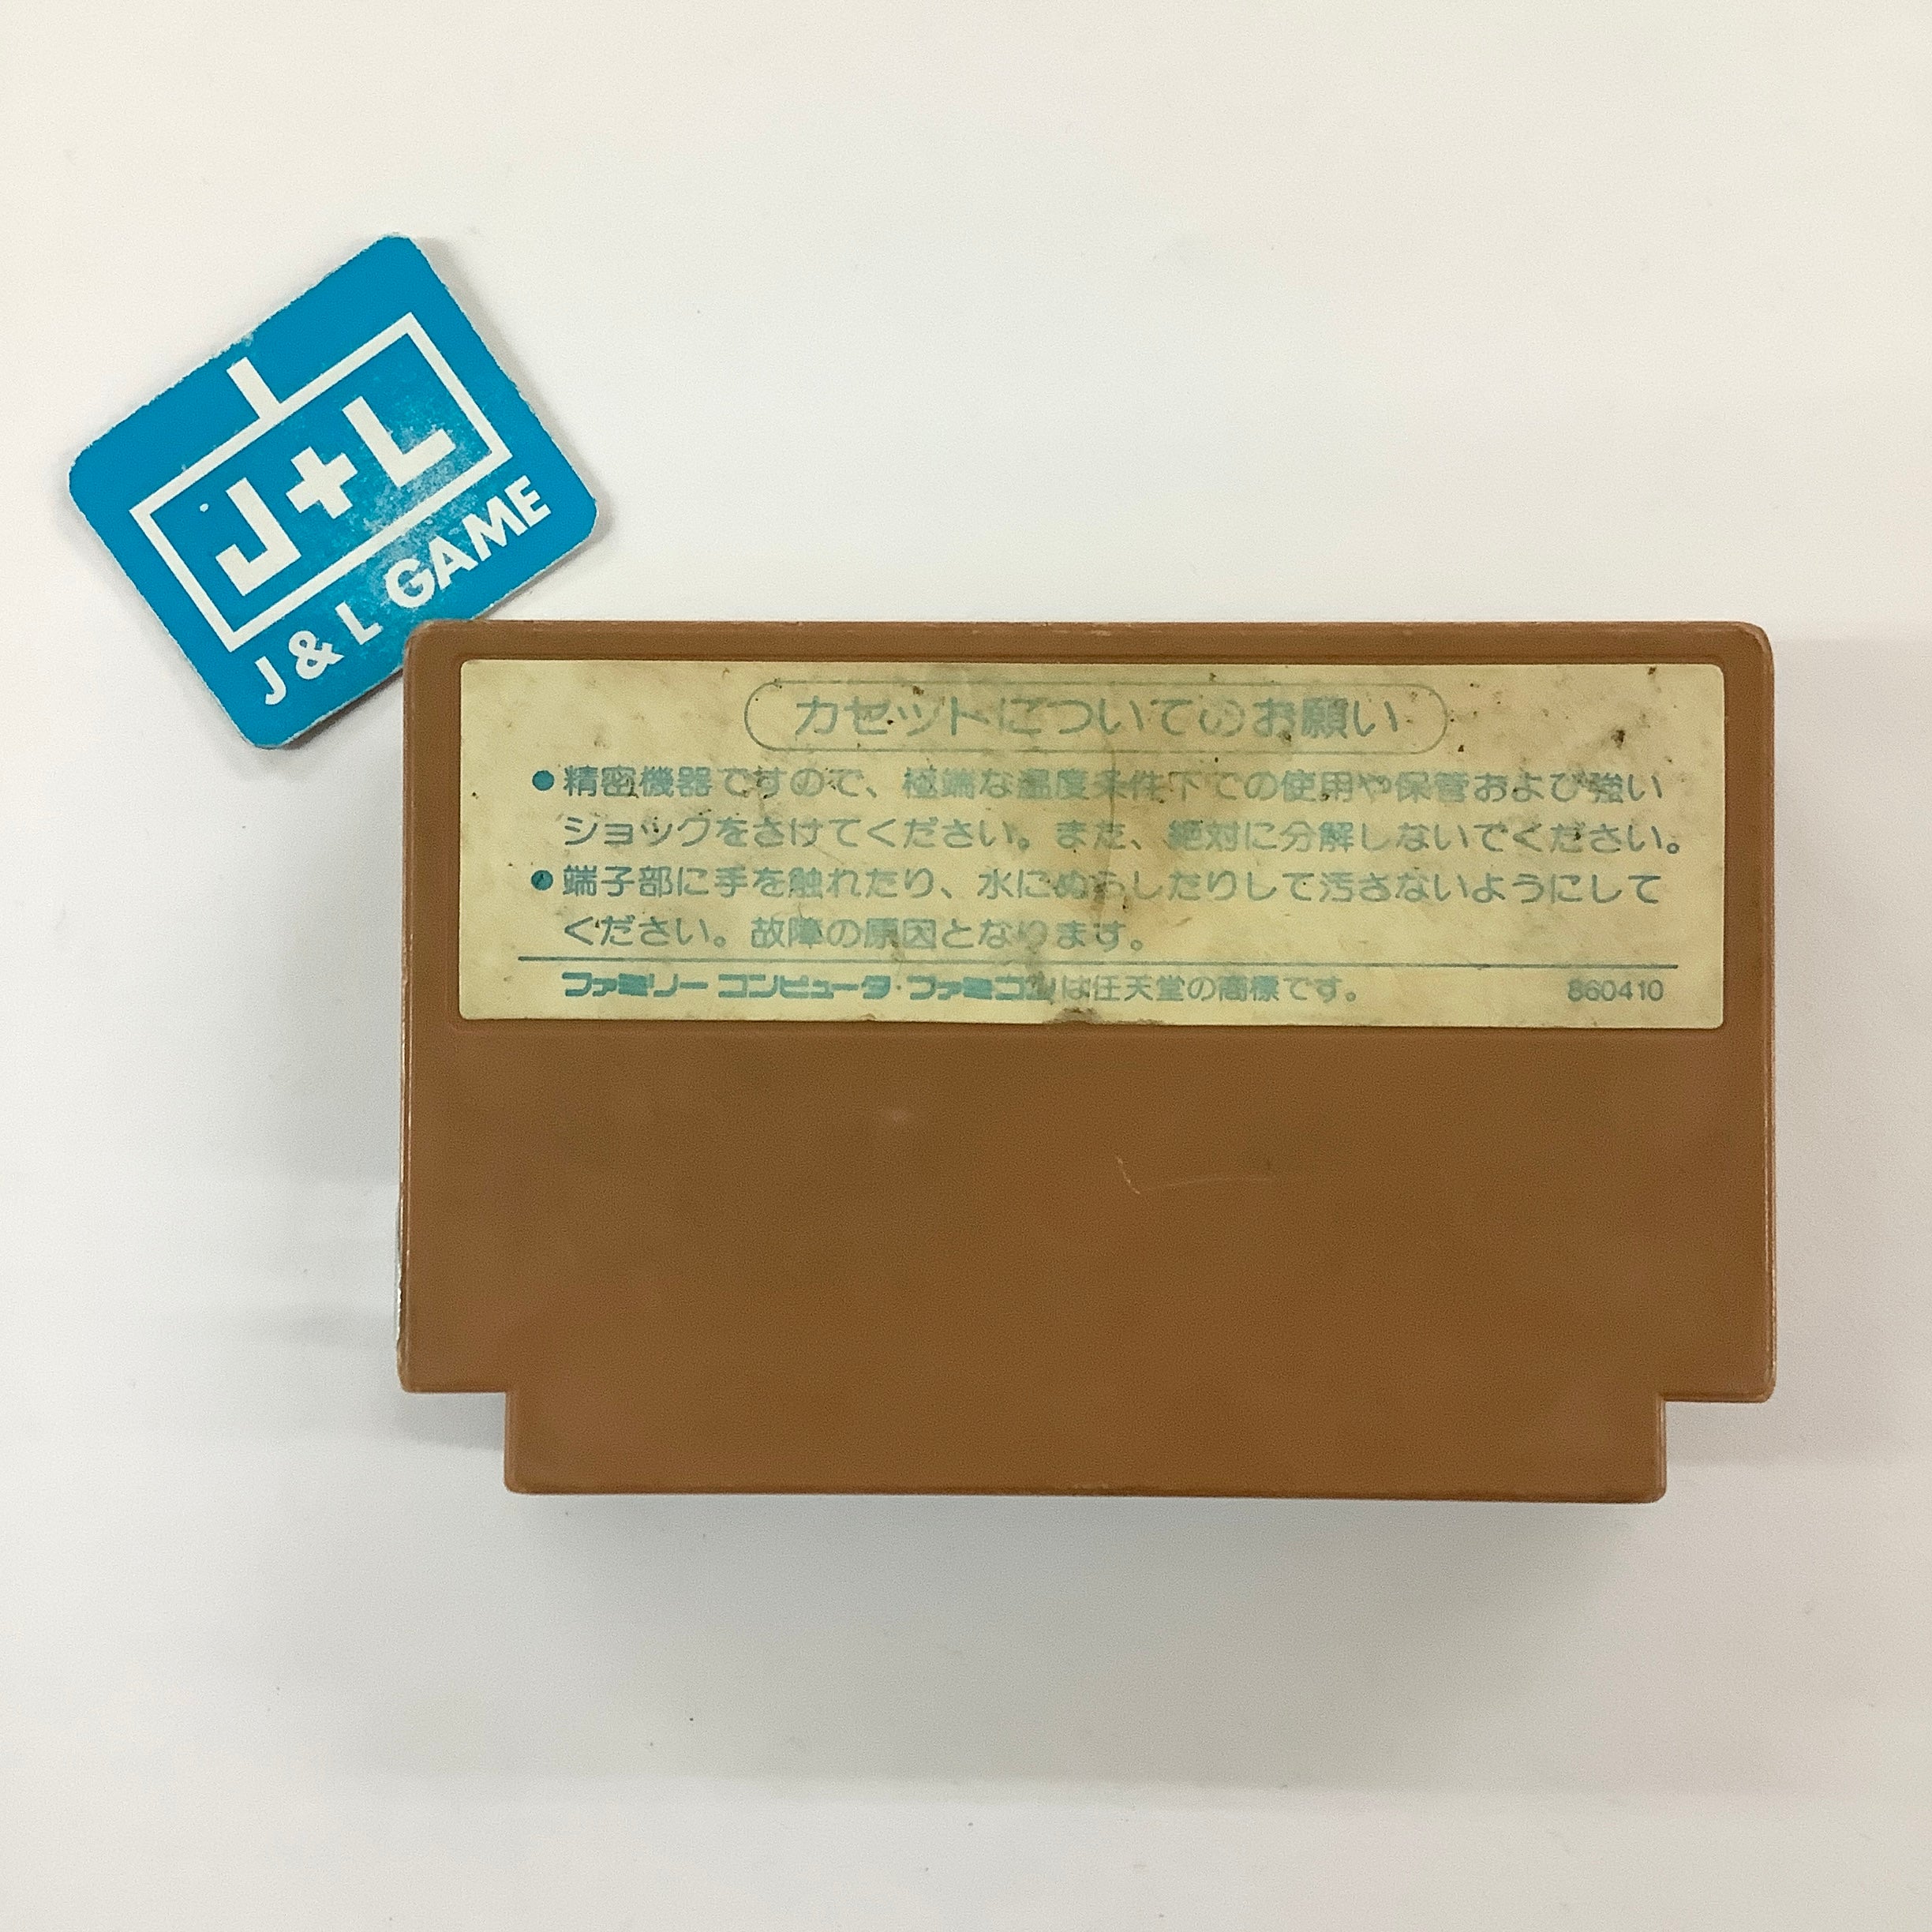 J+L
J & L GAME
カセットについてのお願い
●精密機器ですので、極端な温度条件下での使用や保管および強い
ショックをさけてください。また、絶対に分解しないでください。
●端子部に手を触れたり、水にぬらしたりして汚さないようにして
ください。故障の原因となります。
ファミリー コンピュータ・ファミコンは任天堂の商標です。 860410